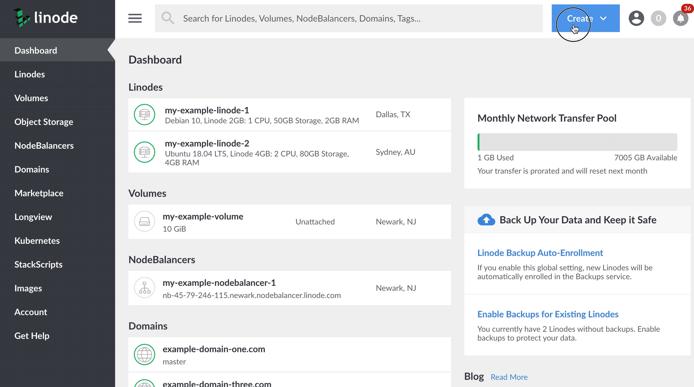 linode
Search for Linodes, Volumes, NodeBalancers, Domains, Tags...
Create
0
36
Dashboard
Linodes
Volumes
Object Storage
NodeBalancers
Domains
Marketplace
Longview
Kubernetes
StackScripts
Images
Account
Get Help
Dashboard
Linodes
my-example-linode-1
Debian 10, Linode 2GB: 1 CPU, 50GB Storage, 2GB RAM
Dallas, TX
my-example-linode-2
Ubuntu 18.04 LTS, Linode 4GB: 2 CPU, 80GB Storage,
4GB RAM
Sydney, AU
Volumes
my-example-volume
10 GiB
Unattached
Newark, NJ
NodeBalancers
my-example-nodebalancer-1
nb-45-79-246-115.newark.nodebalancer.linode.com
Newark, NJ
Domains
example-domain-one.com
master
example-domain-three.com
Monthly Network Transfer Pool
1 GB Used
7005 GB Available
Your transfer is prorated and will reset next month
Back Up Your Data and Keep it Safe
Linode Backup Auto-Enrollment
If you enable this global setting, new Linodes will be
automatically enrolled in the Backups service.
Enable Backups for Existing Linodes
You currently have 2 Linodes without backups. Enable
backups to protect your data.
Blog Read More